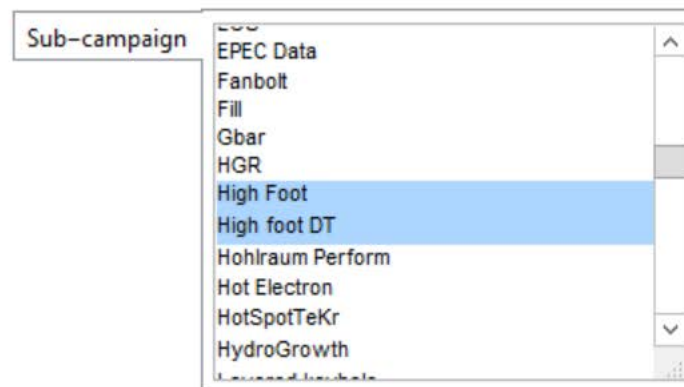 Sub-campaign
EPEC Data
Fanbolt
Fill
Gbar
HGR
High Foot
High foot DT
Hohlraum Perform
Hot Electron
HotSpotTeKr
HydroGrowth